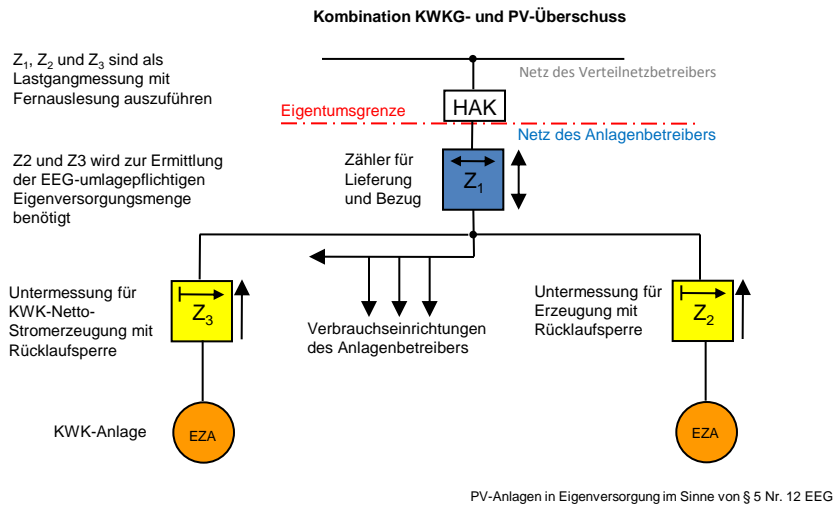 Kombination KWKG- und PV-Überschuss
Z1, Z2 und Z3 sind als
Lastgangmessung mit
Fernauslesung auszuführen
Netz des Verteilnetzbetreibers
HAK
Eigentumsgrenze
Netz des Anlagenbetreibers
Z2 und Z3 wird zur Ermittlung
der EEG-umlagepflichtigen
Eigenversorgungsmenge
benötigt
Zähler für
Lieferung
und Bezug
Z1
Untermessung für
KWK-Netto-
Stromerzeugung mit
Rücklaufsperre
Z3
Verbrauchseinrichtungen
des Anlagenbetreibers
Untermessung für
Erzeugung mit
Rücklaufsperre
Z2
KWK-Anlage
EZA
EZA
PV-Anlagen in Eigenversorgung im Sinne von § 5 Nr. 12 EEG